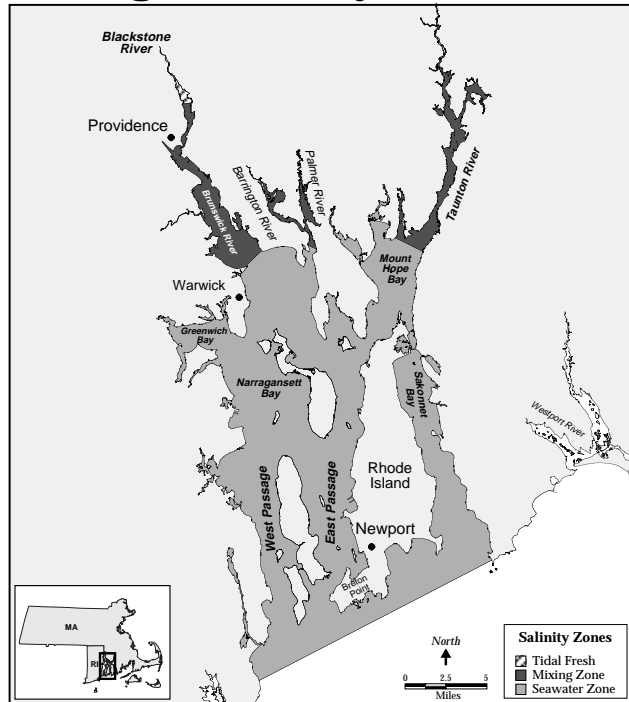 Blackstone
River
Providence
Barrington River
Palmer River
Taunton River
Brunswick River
Mount
Hope
Bay
Warwick
Greenwich
Bay
Narragansett
Bay
Sakonnet
Bay
Westport River
West Passage
East Passage
Rhode
Island
Newport
Breton
Point
MA
RI
North
0 2.5 5
Miles
Salinity Zones
Tidal Fresh
Mixing Zone
Seawater Zone